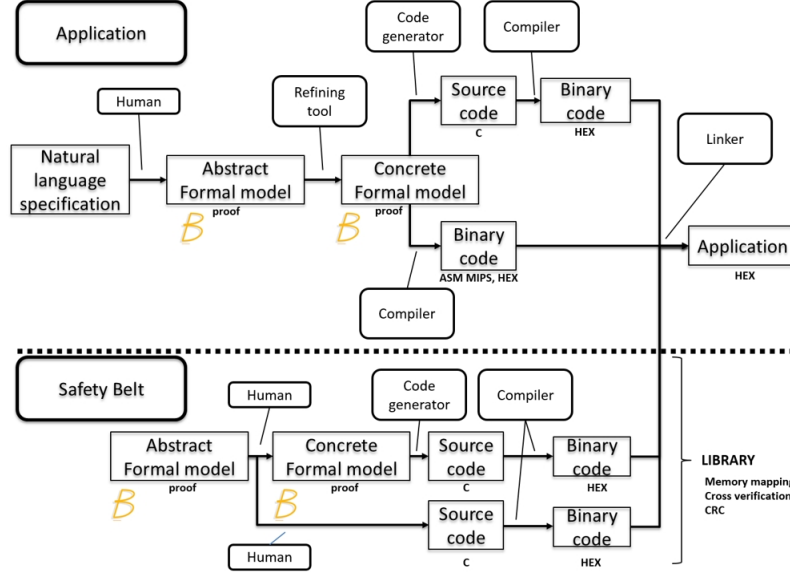 Application
Code
generator
Compiler
Human
Refining
tool
Source
code
C
Binary
code
HEX
Linker
Natural
language
specification
Abstract
Formal model
proof
B
Concrete
Formal model
proof
B
Binary
code
ASM MIPS, HEX
Application
HEX
Compiler
Safety Belt
Human
Code
generator
Compiler
Abstract
Formal model
proof
B
Concrete
Formal model
proof
B
Source
code
C
Binary
code
HEX
LIBRARY
Memory mapping
Cross verification
CRC
Source
code
C
Binary
code
HEX
Human